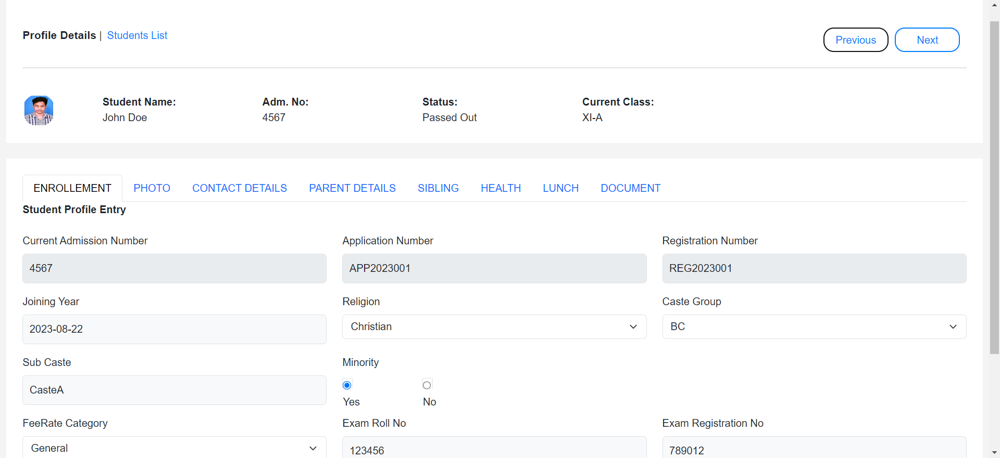 Profile Details | Students List
Previous
Next
Student Name:
John Doe
Adm. No:
4567
Status:
Passed Out
Current Class:
XI-A
ENROLLEMENT PHOTO CONTACT DETAILS PARENT DETAILS SIBLING HEALTH LUNCH DOCUMENT
Student Profile Entry
Current Admission Number
4567
Application Number
APP2023001
Registration Number
REG2023001
Joining Year
2023-08-22
Religion
Christian
Caste Group
BC
Sub Caste
CasteA
Minority
Yes
No
FeeRate Category
General
Exam Roll No
123456
Exam Registration No
789012